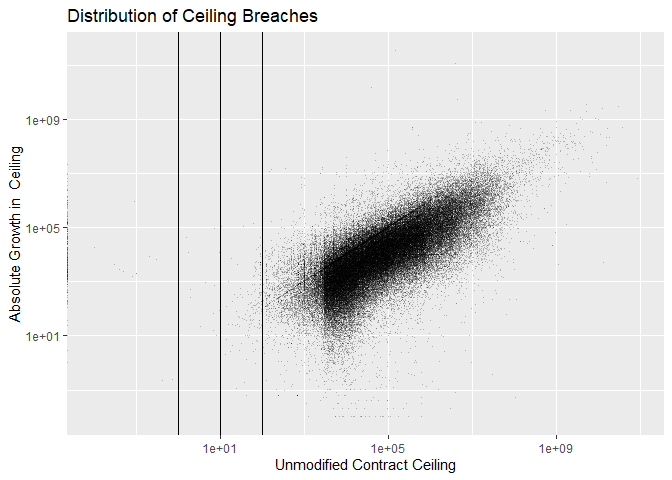 Distribution of Ceiling Breaches
Absolute Growth in  Ceiling
1e+09
1e+05
1e+01
1e+01 1e+05 1e+09
Unmodified Contract Ceiling